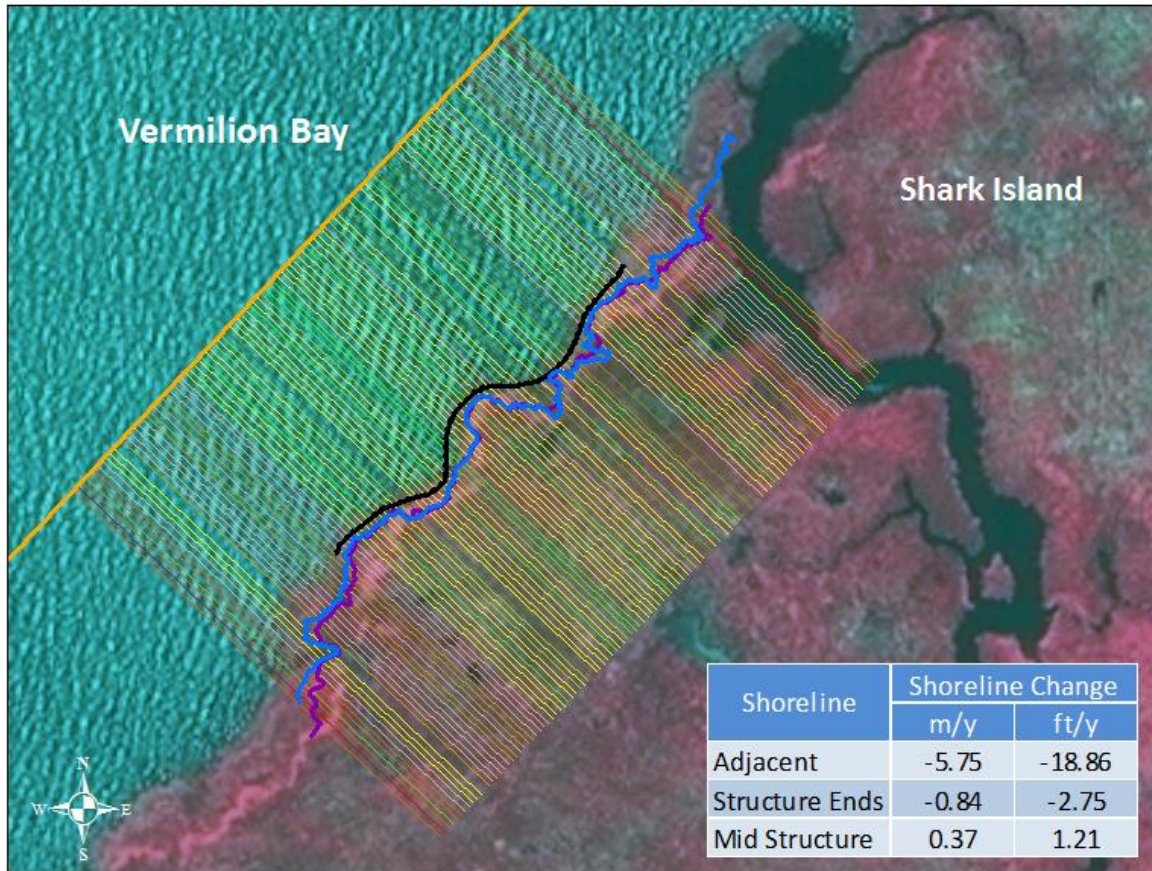 Vermilion Bay
Shark Island
N
W E
S
Shoreline Shoreline Change
m/y ft/y
Adjacent -5.75 -18.86
Structure Ends -0.84 -2.75
Mid Structure 0.37 1.21